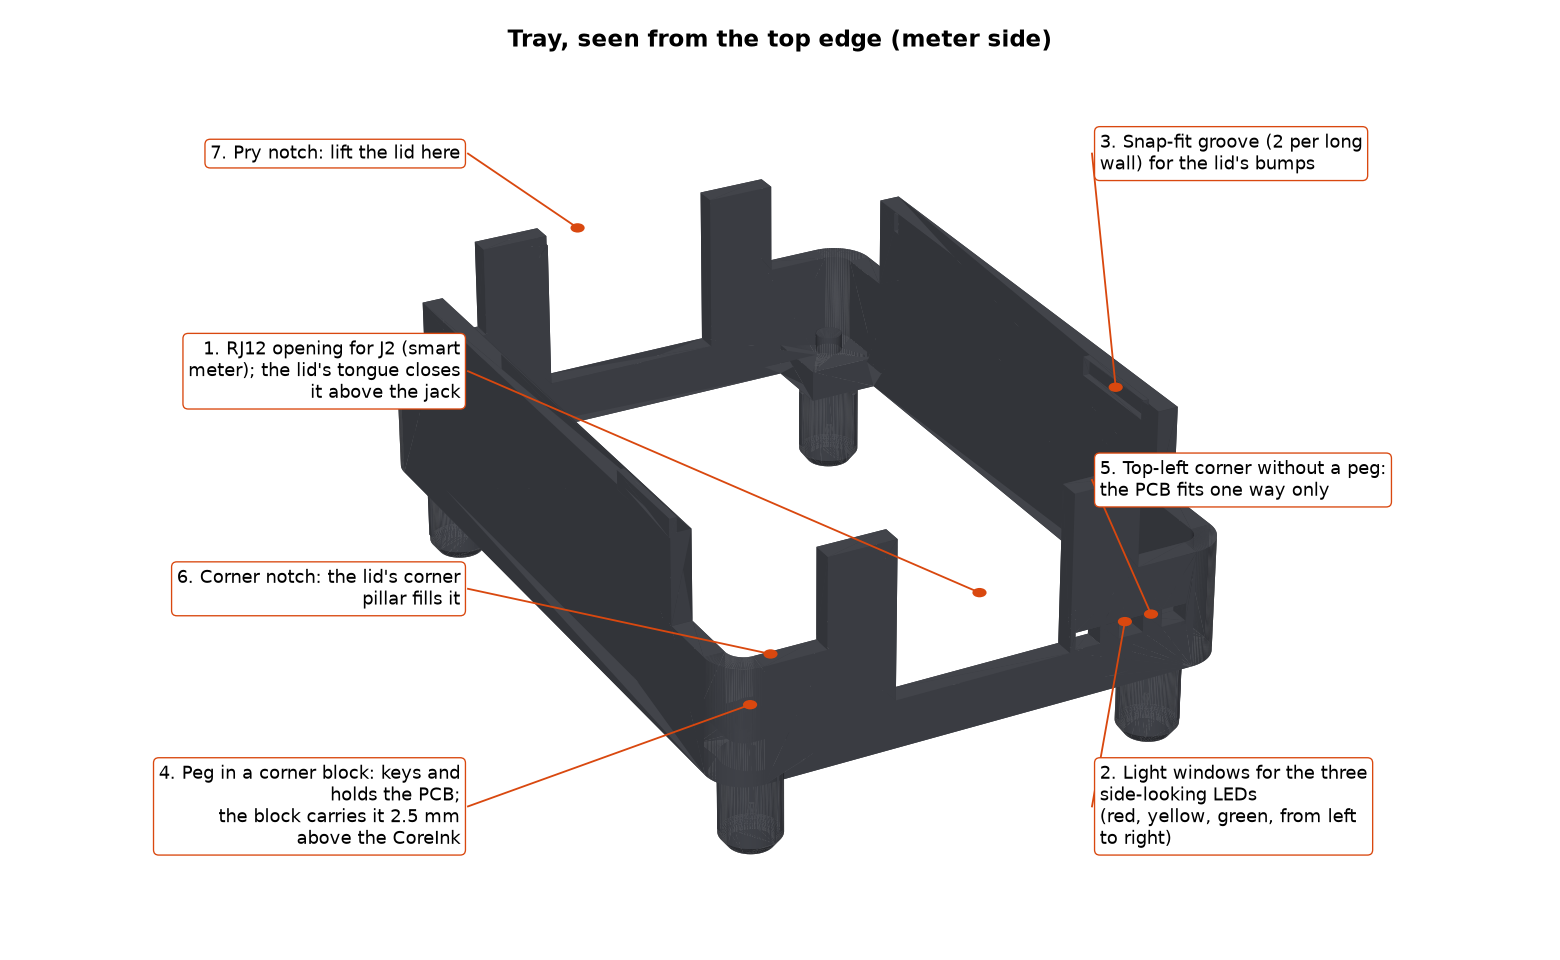 Tray, seen from the top edge (meter side)
7. Pry notch: lift the lid here
3. Snap-fit groove (2 per long
wall) for the lid's bumps
1. RJ12 opening for J2 (smart
meter); the lid's tongue closes
it above the jack
5. Top-left corner without a peg:
the PCB fits one way only
6. Corner notch: the lid's corner
pillar fills it
4. Peg in a corner block: keys and
holds the PCB;
the block carries it 2.5 mm
above the CoreInk
2. Light windows for the three
side-looking LEDs
(red, yellow, green, from left
to right)